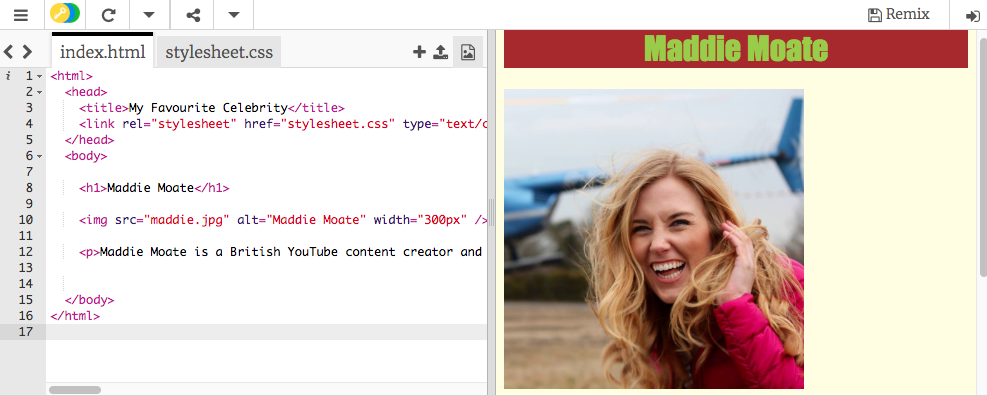 Remix
index.html stylesheet.css
i 1 <html>
2 <head>
3 <title>My Favourite Celebrity</title>
4 <link rel="stylesheet" href="stylesheet.css" type="text/c
5 </head>
6 <body>
7
8 <h1>Maddie Moate</h1>
9
10 <img src="maddie.jpg" alt="Maddie Moate" width="300px" />
11
12 <p>Maddie Moate is a British YouTube content creator and
13
14
15 </body>
16 </html>
17
Maddie Moate